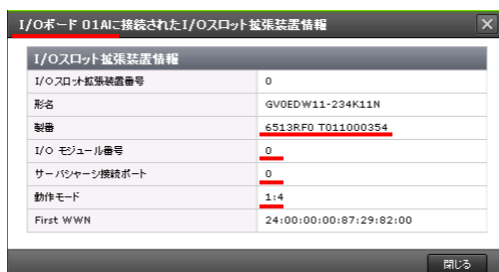 I/Oボード 01Aに接続されたI/Oスロット拡張装置情報
I/Oスロット拡張装置情報
I/Oスロット拡張装置番号 0
形名 GV0EDW11-234K11N
製番 6513RF0 T011000354
I/O モジュール番号 0
サーバシャーシ接続ポート 0
動作モード 1:4
First WWN 24:00:00:00:87:29:82:00
閉じる